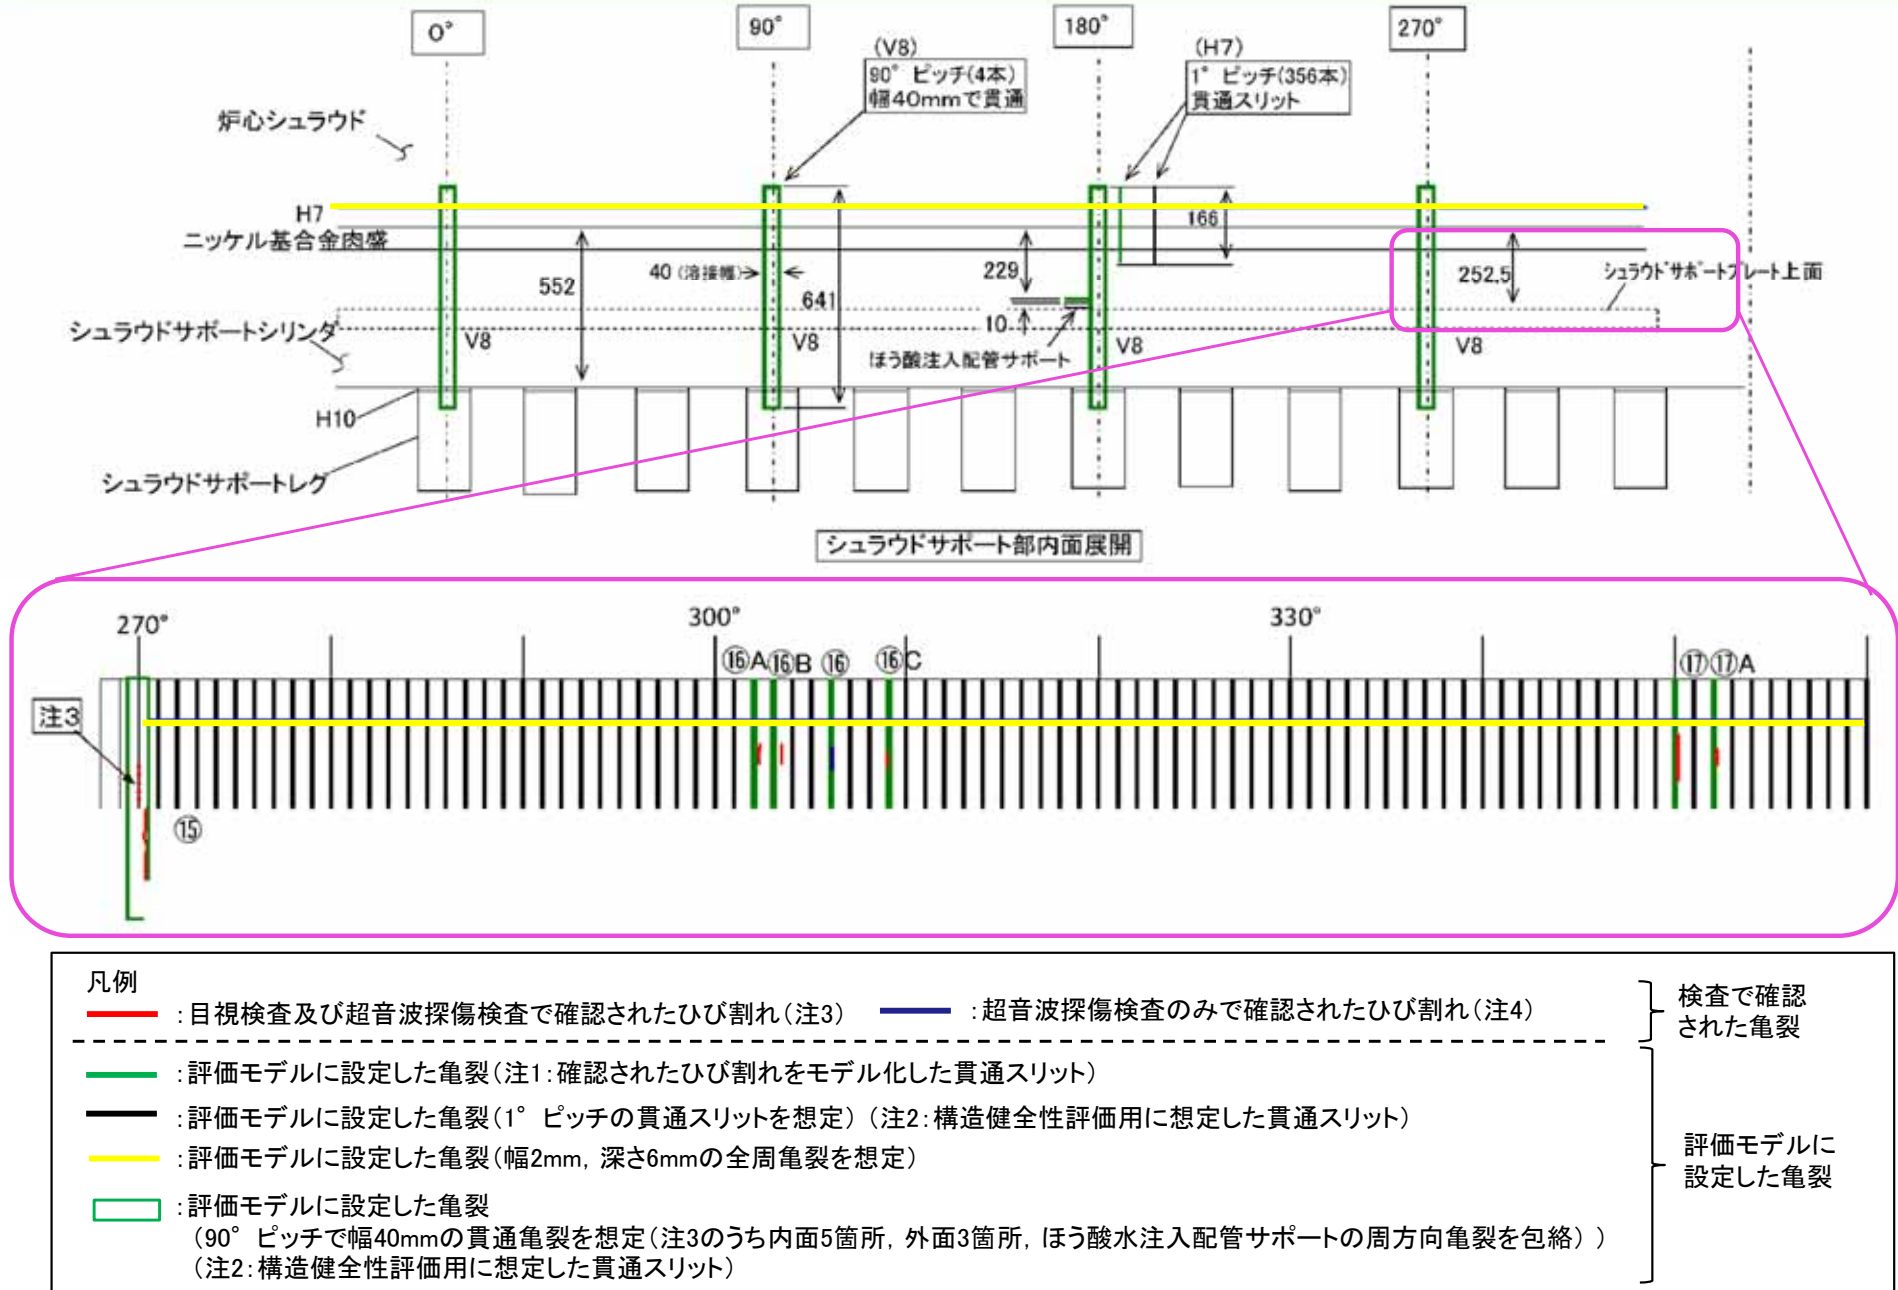 0°
90°
180°
270°
(V8)
90° ピッチ(4本)
幅40mmで貫通
(H7)
1° ピッチ(356本)
貫通スリット
炉心シュラウド
H7
ニッケル基合金肉盛
166
552
40 (溶接幅)
641
229
10
252.5
シュラウドサポートプレート上面
シュラウドサポートシリンダ
V8
V8
V8
V8
ほう酸注入配管サポート
H10
シュラウドサポートレグ
シュラウドサポート部内面展開
270°
300°
330°
⑯A
⑯B
⑯
⑯C
⑰
⑰A
注3
⑮
凡例
:目視検査及び超音波探傷検査で確認されたひび割れ(注3)
:超音波探傷検査のみで確認されたひび割れ(注4)
検査で確認
された亀裂
:評価モデルに設定した亀裂(注1:確認されたひび割れをモデル化した貫通スリット)
:評価モデルに設定した亀裂(1° ピッチの貫通スリットを想定) (注2:構造健全性評価用に想定した貫通スリット)
:評価モデルに設定した亀裂(幅2mm, 深さ6mmの全周亀裂を想定)
:評価モデルに設定した亀裂
(90° ピッチで幅40mmの貫通亀裂を想定(注3のうち内面5箇所, 外面3箇所, ほう酸水注入配管サポートの周方向亀裂を包絡) )
(注2:構造健全性評価用に想定した貫通スリット)
評価モデルに
設定した亀裂